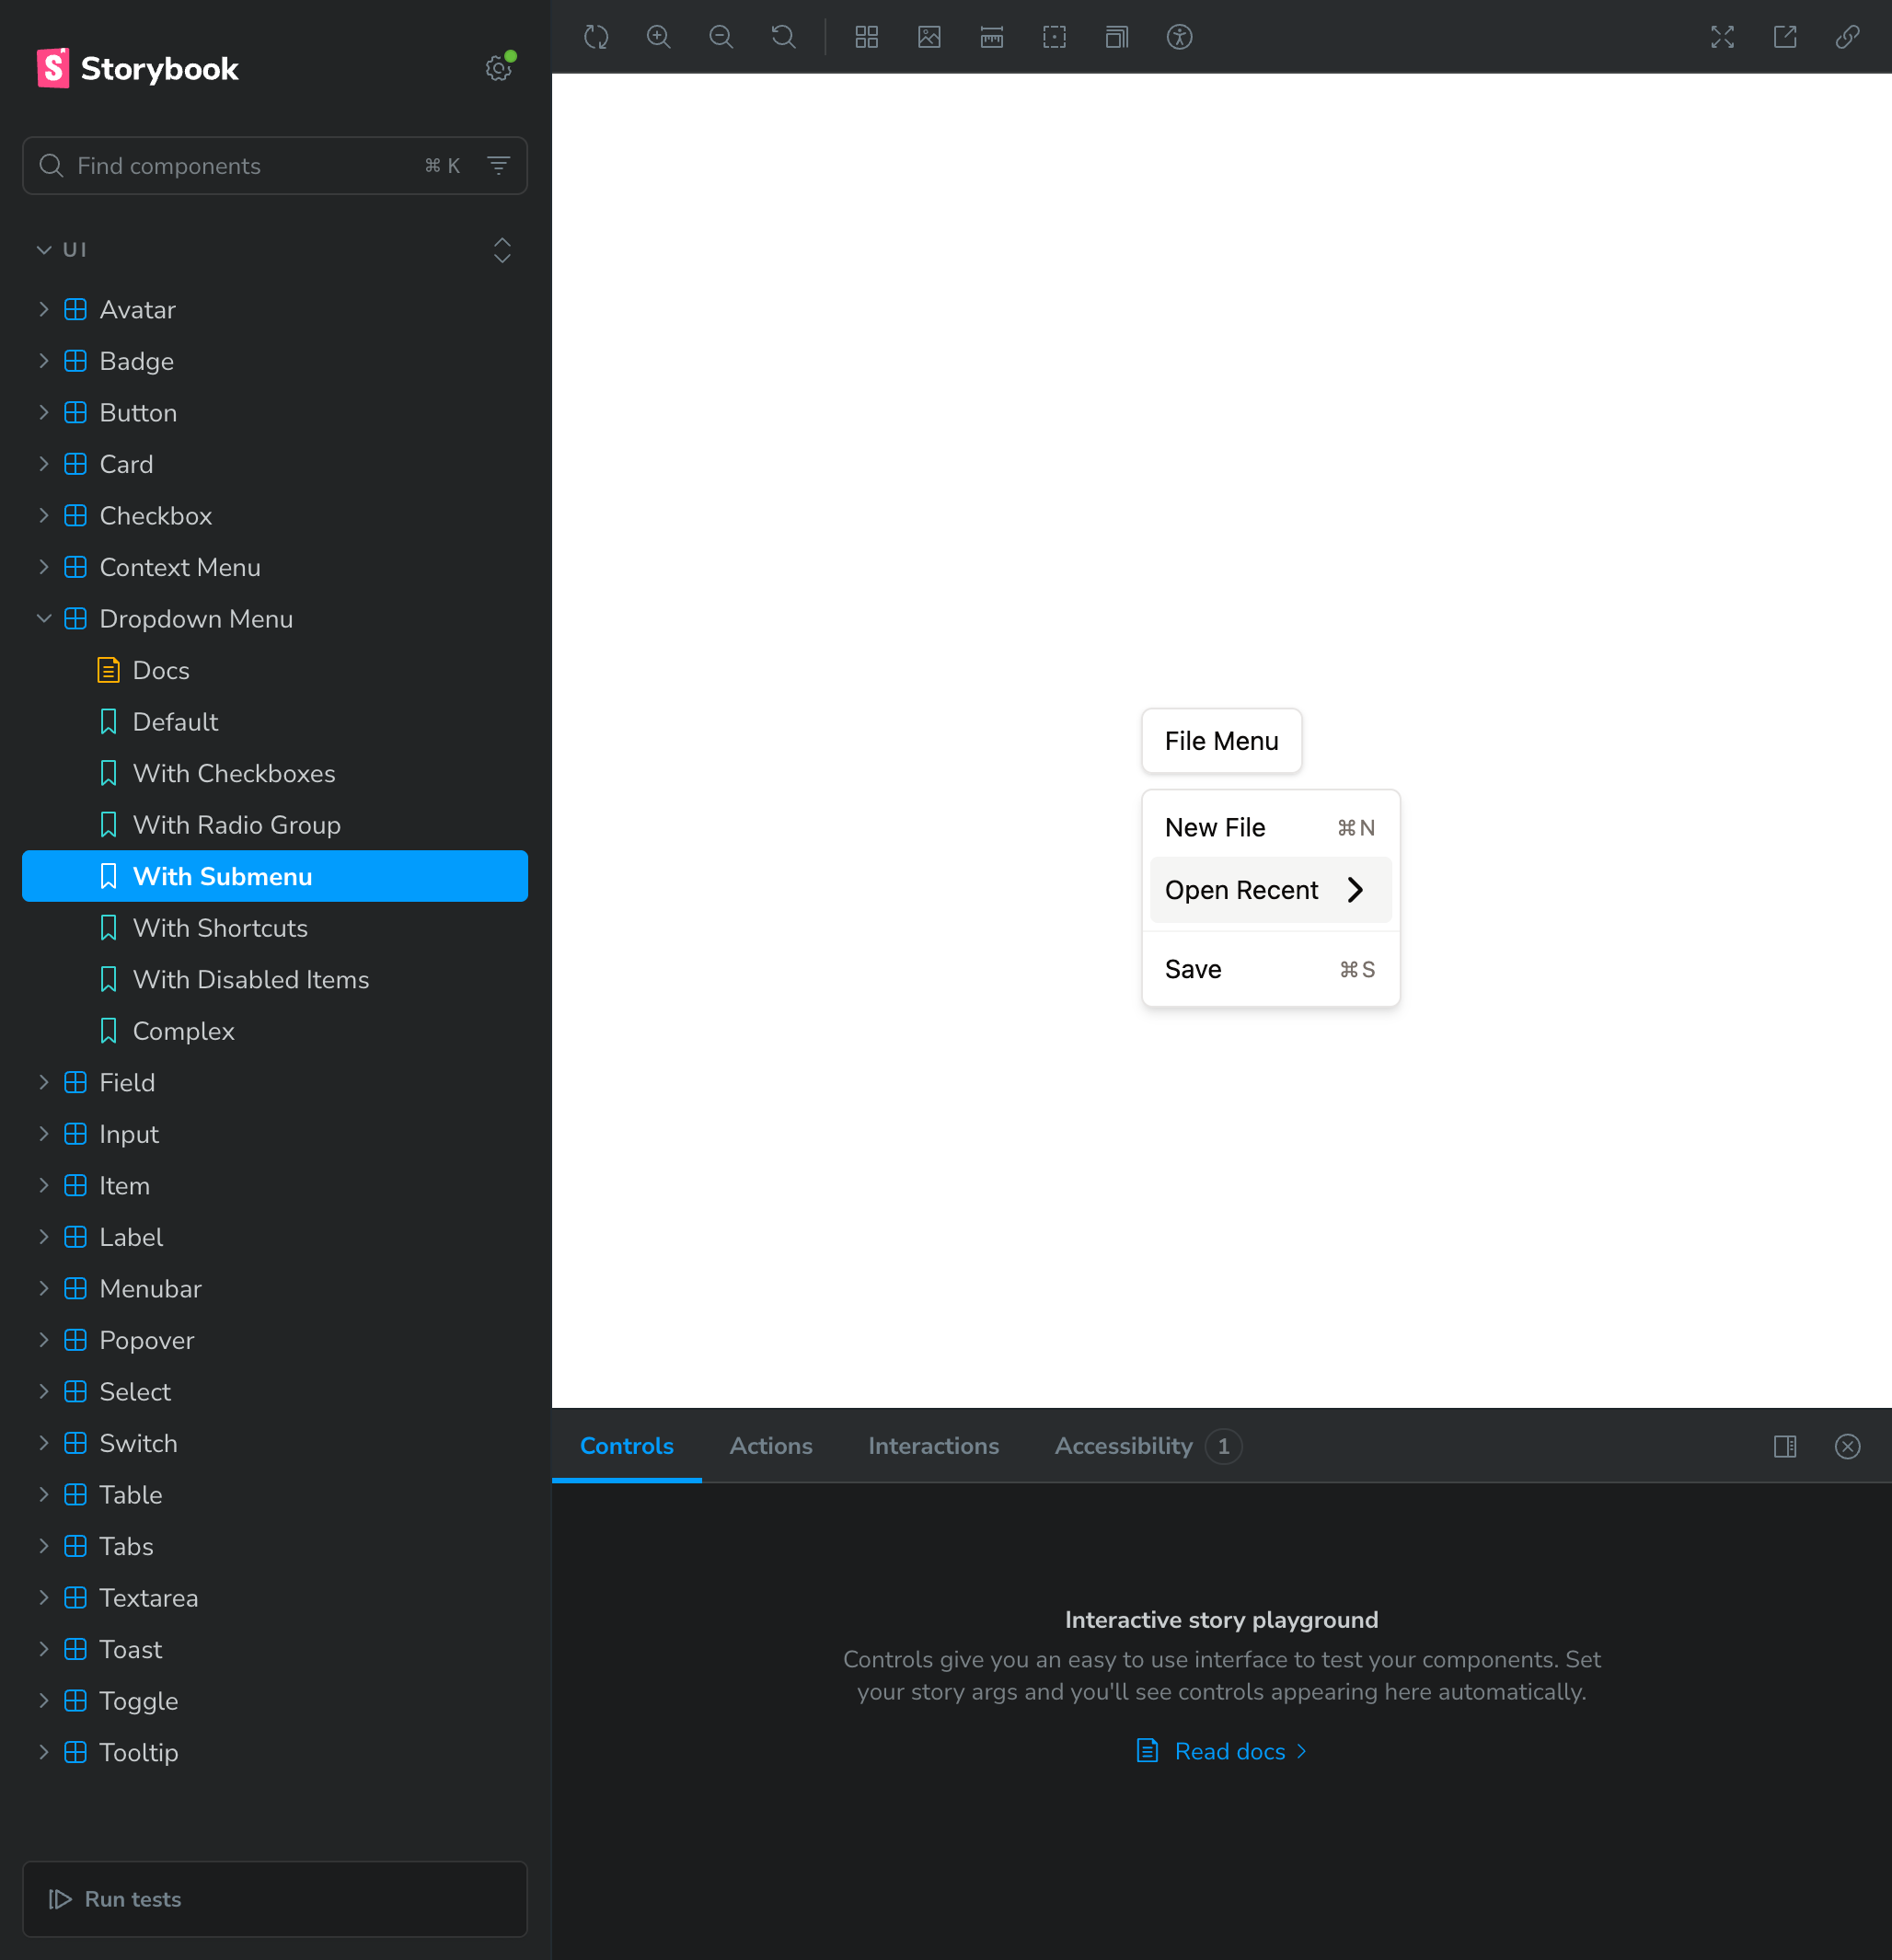 Storybook
Find components
⌘ K
UI
Avatar
Badge
Button
Card
Checkbox
Context Menu
Dropdown Menu
Docs
Default
With Checkboxes
With Radio Group
With Submenu
With Shortcuts
With Disabled Items
Complex
Field
Input
Item
Label
Menubar
Popover
Select
Switch
Table
Tabs
Textarea
Toast
Toggle
Tooltip
Run tests
File Menu
New File ⌘N
Open Recent
Save ⌘S
Controls Actions Interactions Accessibility 1
Interactive story playground
Controls give you an easy to use interface to test your components. Set
your story args and you'll see controls appearing here automatically.
Read docs